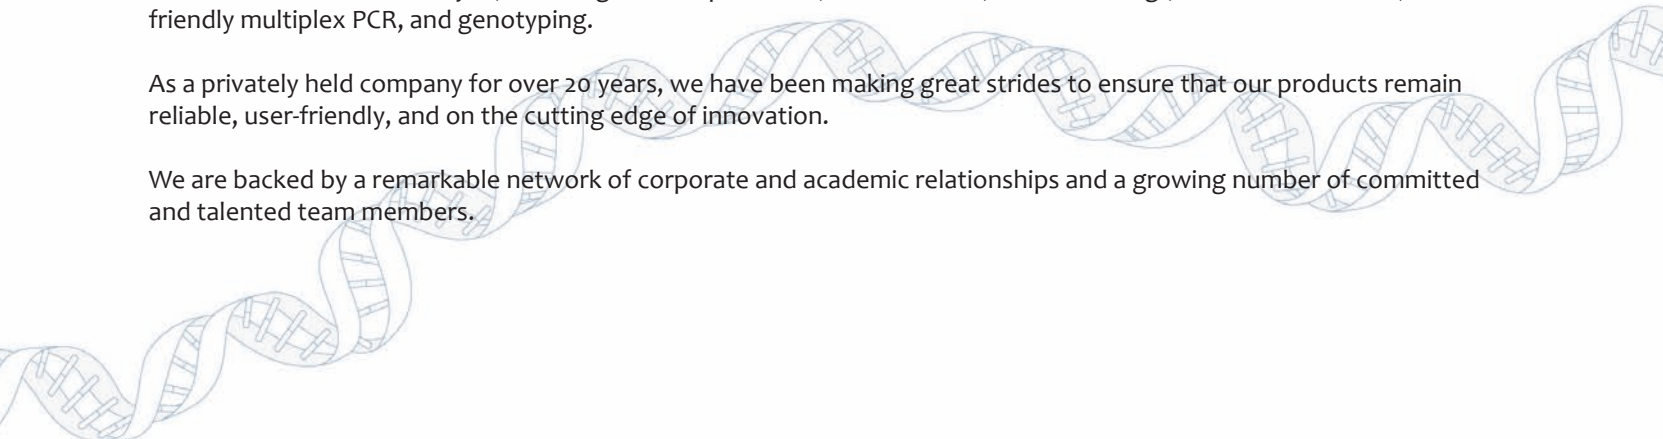 friendly multiplex PCR, and genotyping.
As a privately held company for over 20 years, we have been making great strides to ensure that our products remain
reliable, user-friendly, and on the cutting edge of innovation.
We are backed by a remarkable network of corporate and academic relationships and a growing number of committed
and talented team members.